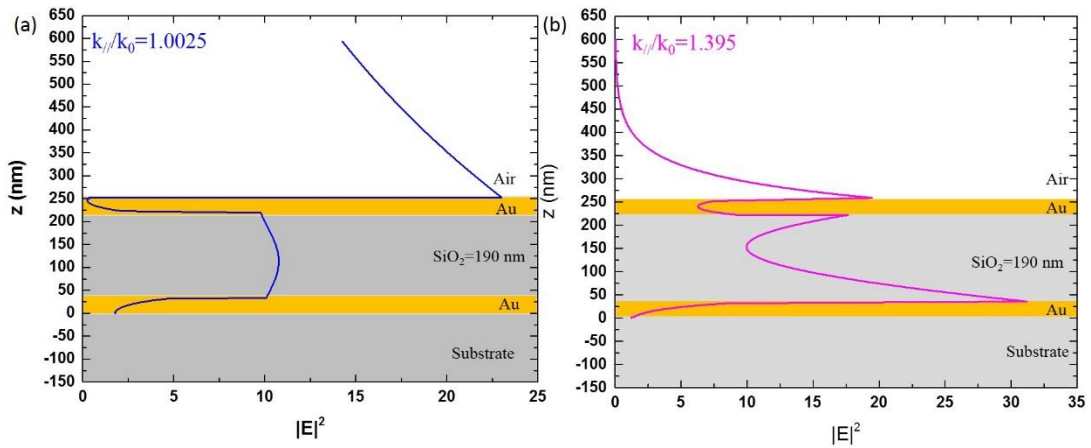 (a)
k//​/k0=1.0025
650
600
550
500
450
400
350
300
250
200
150
100
50
0
-50
-100
-150
z (nm)
Air
Au
SiO2=190 nm
Au
Substrate
0 5 10 15 20 25
|E|²
(b)
k///k0=1.395
650
600
550
500
450
400
350
300
250
200
150
100
50
0
-50
-100
-150
z (nm)
Air
Au
SiO2=190 nm
Au
Substrate
0 5 10 15 20 25 30 35
|E|²